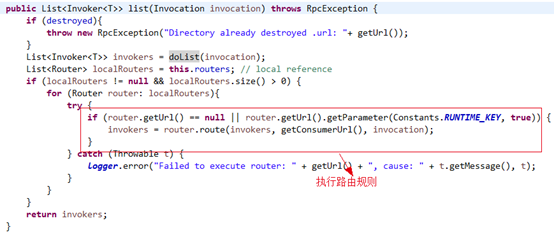 public List<Invoker<T>> list(Invocation invocation) throws RpcException {
    if (destroyed){
        throw new RpcException("Directory already destroyed .url: "+ getUrl());
    }
    List<Invoker<T>> invokers = doList(invocation);
    List<Router> localRouters = this.routers; // local reference
    if (localRouters != null && localRouters.size() > 0) {
        for (Router router: localRouters){
            try {
                if (router.getUrl() == null || router.getUrl().getParameter(Constants.RUNTIME_KEY, true)) {
                    invokers = router.route(invokers, getConsumerUrl(), invocation);
                }
            } catch (Throwable t) {
                Logger.error("Failed to execute router: " + getUrl() + ", cause: " + t.getMessage(), t);
执行路由规则
            }
        }
    }
    return invokers;
}